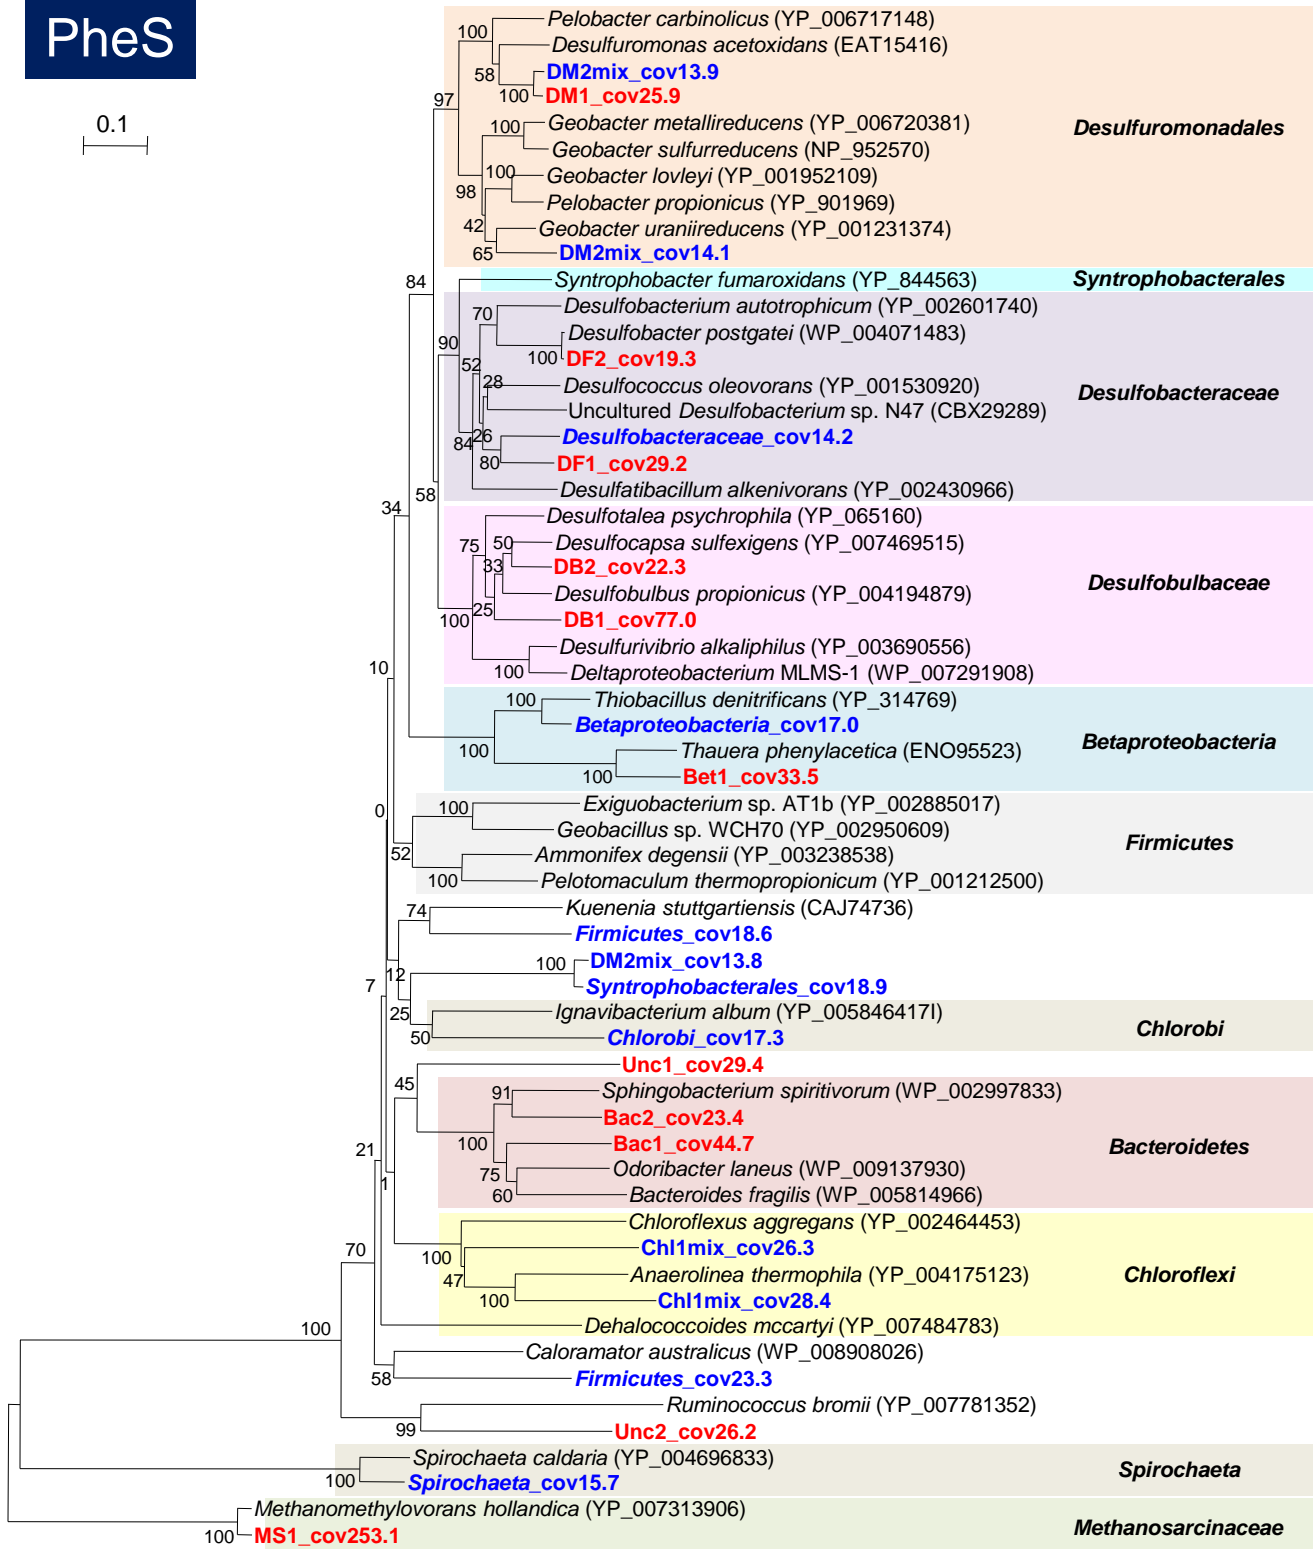 PheS
0.1
Pelobacter carbinolicus (YP_006717148)
100
Desulfuromonas acetoxidans (EAT15416)
58
DM2mix_cov13.9
100
DM1_cov25.9
97
Geobacter metallireducens (YP_006720381)
100
Desulfuromonadales
Geobacter sulfurreducens (NP_952570)
100
Geobacter lovleyi (YP_001952109)
98
Pelobacter propionicus (YP_901969)
42
Geobacter uraniireducens (YP_001231374)
65
DM2mix_cov14.1
84
Syntrophobacter fumaroxidans (YP_844563)
Syntrophobacterales
Desulfobacterium autotrophicum (YP_002601740)
70
Desulfobacter postgatei (WP_004071483)
90
100
DF2_cov19.3
52
28
Desulfococcus oleovorans (YP_001530920)
Desulfobacteraceae
Uncultured Desulfobacterium sp. N47 (CBX29289)
84
26
Desulfobacteraceae_cov14.2
80
DF1_cov29.2
58
Desulfatibacillum alkenivorans (YP_002430966)
34
Desulfotalea psychrophila (YP_065160)
75
50
Desulfocapsa sulfexigens (YP_007469515)
33
DB2_cov22.3
Desulfobulbaceae
Desulfobulbus propionicus (YP_004194879)
100
25
DB1_cov77.0
Desulfurivibrio alkaliphilus (YP_003690556)
10
100
Deltaproteobacterium MLMS-1 (WP_007291908)
100
Thiobacillus denitrificans (YP_314769)
Betaproteobacteria_cov17.0
Betaproteobacteria
100
Thauera phenylacetica (ENO95523)
100
Bet1_cov33.5
0
100
Exiguobacterium sp. AT1b (YP_002885017)
Geobacillus sp. WCH70 (YP_002950609)
Firmicutes
52
Ammonifex degensii (YP_003238538)
100
Pelotomaculum thermopropionicum (YP_001212500)
74
Kuenenia stuttgartiensis (CAJ74736)
Firmicutes_cov18.6
100
DM2mix_cov13.8
7
12
Syntrophobacterales_cov18.9
25
Ignavibacterium album (YP_005846417I)
Chlorobi
50
Chlorobi_cov17.3
Unc1_cov29.4
45
91
Sphingobacterium spiritivorum (WP_002997833)
Bac2_cov23.4
100
Bac1_cov44.7
Bacteroidetes
21
75
Odoribacter laneus (WP_009137930)
1
60
Bacteroides fragilis (WP_005814966)
Chloroflexus aggregans (YP_002464453)
70
100
Chl1mix_cov26.3
47
Anaerolinea thermophila (YP_004175123)
Chloroflexi
100
Chl1mix_cov28.4
100
Dehalococcoides mccartyi (YP_007484783)
Caloramator australicus (WP_008908026)
58
Firmicutes_cov23.3
Ruminococcus bromii (YP_007781352)
99
Unc2_cov26.2
Spirochaeta caldaria (YP_004696833)
Spirochaeta
100
Spirochaeta_cov15.7
Methanomethylovorans hollandica (YP_007313906)
Methanosarcinaceae
100
MS1_cov253.1